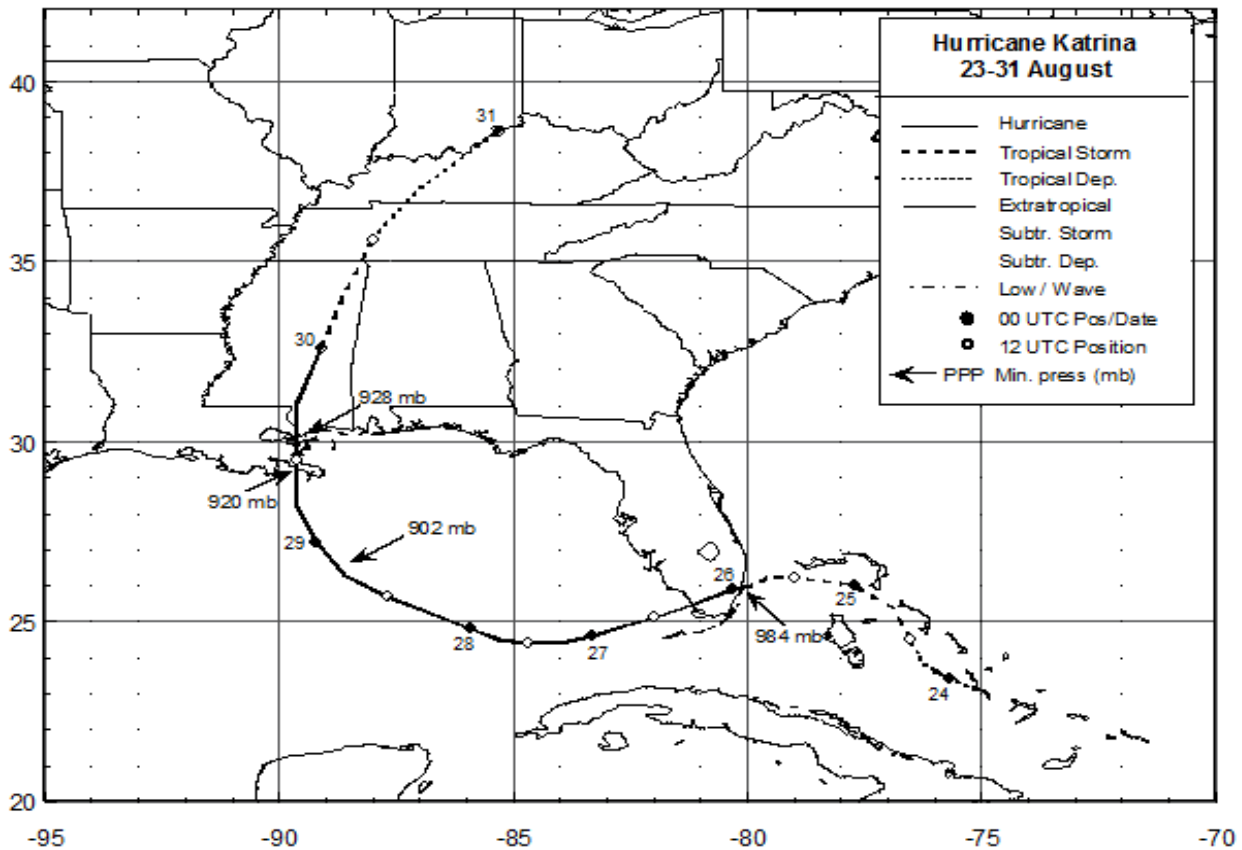 Hurricane Katrina
23-31 August
Hurricane
Tropical Storm
Tropical Dep.
Extratropical
Subtr. Storm
Subtr. Dep.
Low / Wave
00 UTC Pos/Date
12 UTC Position
PPP Min. press (mb)
40
31
35
30
928 mb
30
920 mb
902 mb
29
26
25
984 mb
25
28
27
24
20
-95
-90
-85
-80
-75
-70